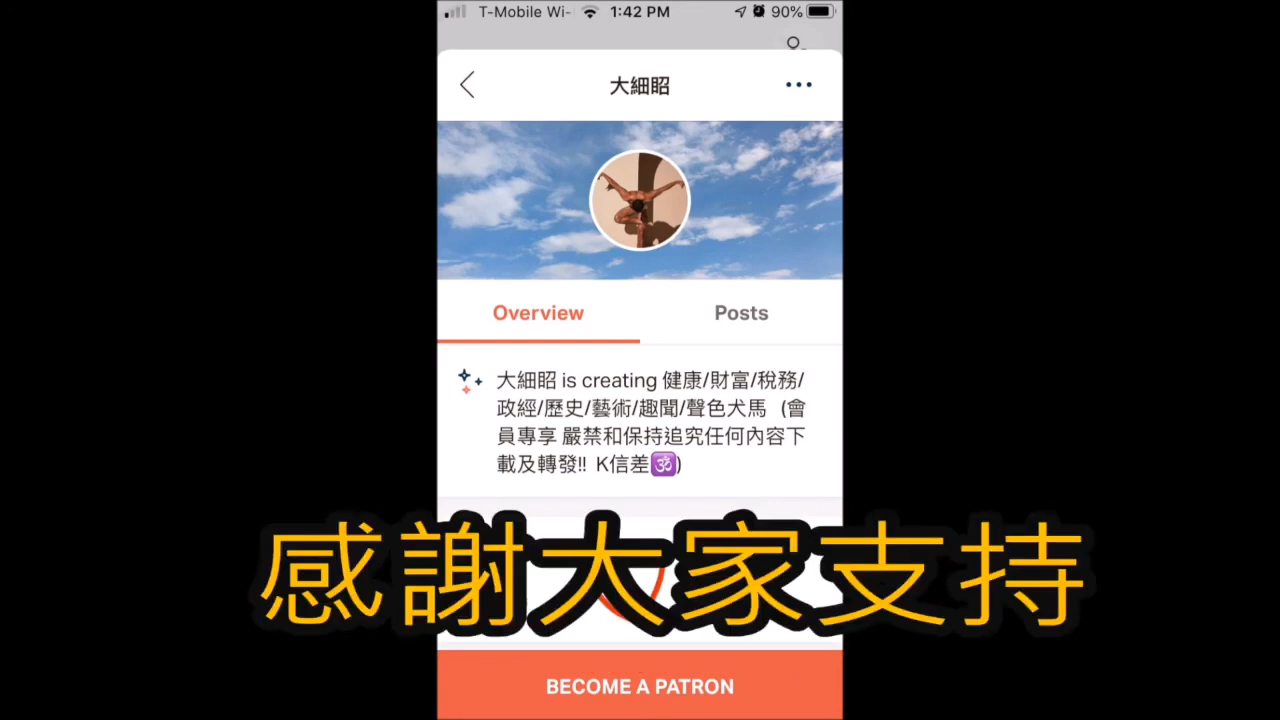 T-Mobile Wi-
1:42 PM
90%
大細眧
Overview
Posts
大細眧 is creating 健康/財富/稅務/
政經/歷史/藝術/趣聞/聲色犬馬 (會
員專享 嚴禁和保持追究任何內容下
載及轉發!! K信差🕉)
感謝大家支持
BECOME A PATRON